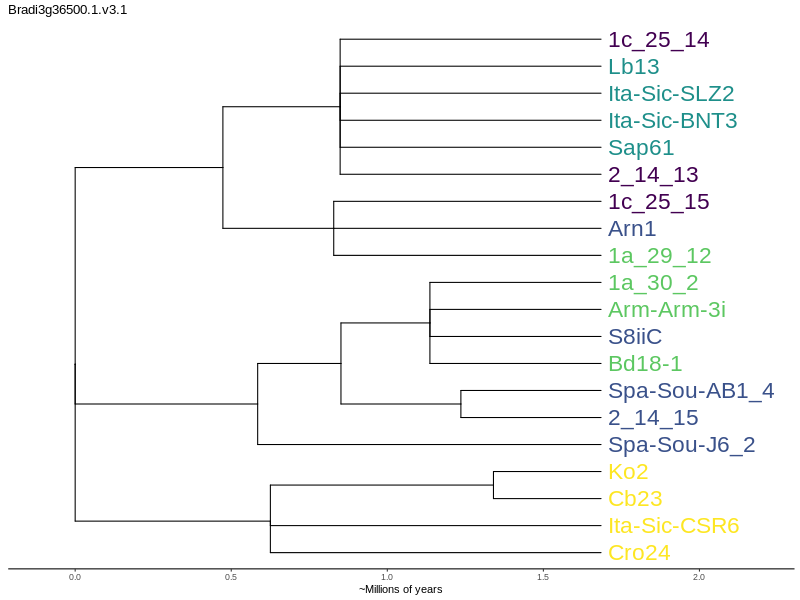 Bradi3g36500.1.v3.1
1c_25_14
Lb13
Ita-Sic-SLZ2
Ita-Sic-BNT3
Sap61
2_14_13
1c_25_15
Arn1
1a_29_12
1a_30_2
Arm-Arm-3i
S8iiC
Bd18-1
Spa-Sou-AB1_4
2_14_15
Spa-Sou-J6_2
Ko2
Cb23
Ita-Sic-CSR6
Cro24
0.0 0.5 1.0 1.5 2.0
~Millions of years